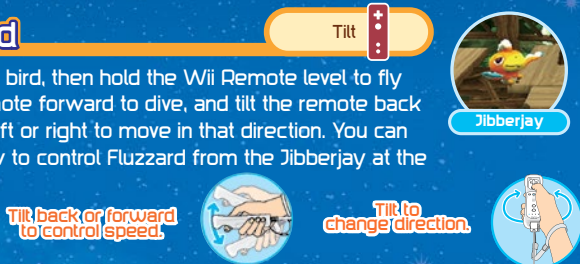 d
Tilt
bird, then hold the Wii Remote level to fly
ote forward to dive, and tilt the remote back
ft or right to move in that direction. You can
y to control Fluzzard from the Jibberjay at the
Jibberjay
Tilt back or forward
to control speed.
Tilt to
change direction.